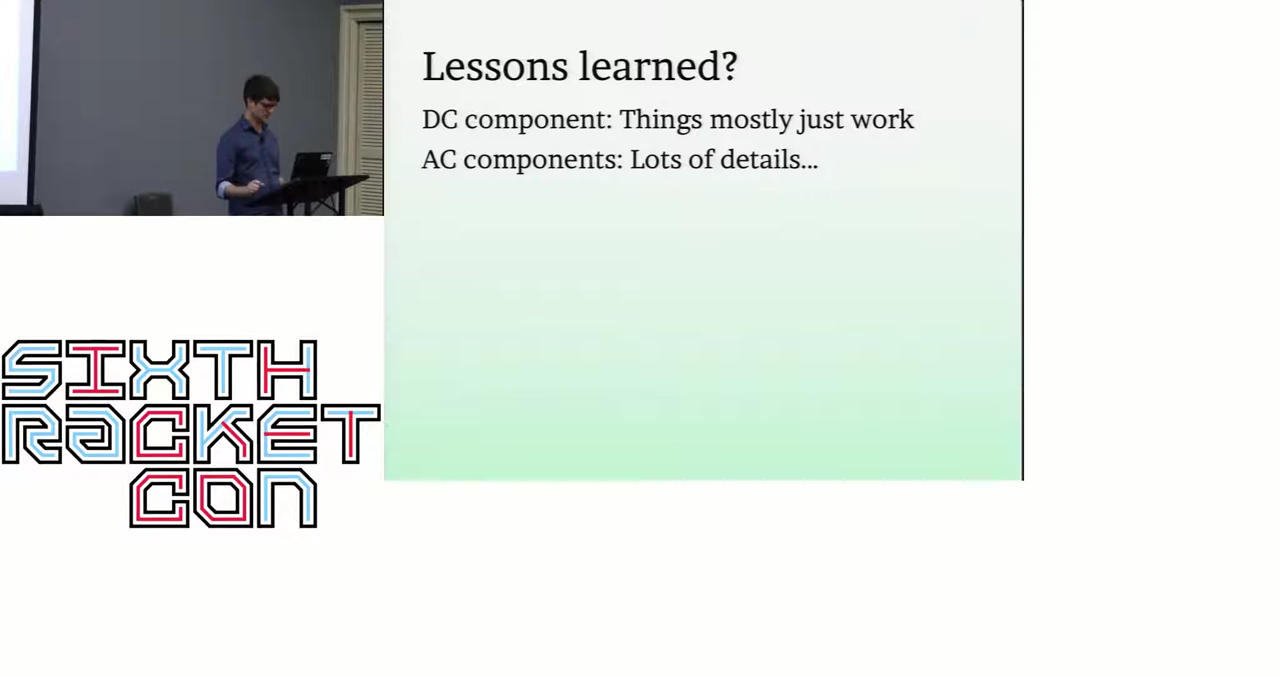 Lessons learned?
DC component: Things mostly just work
AC components: Lots of details...
SIXTH
RACKET
CON